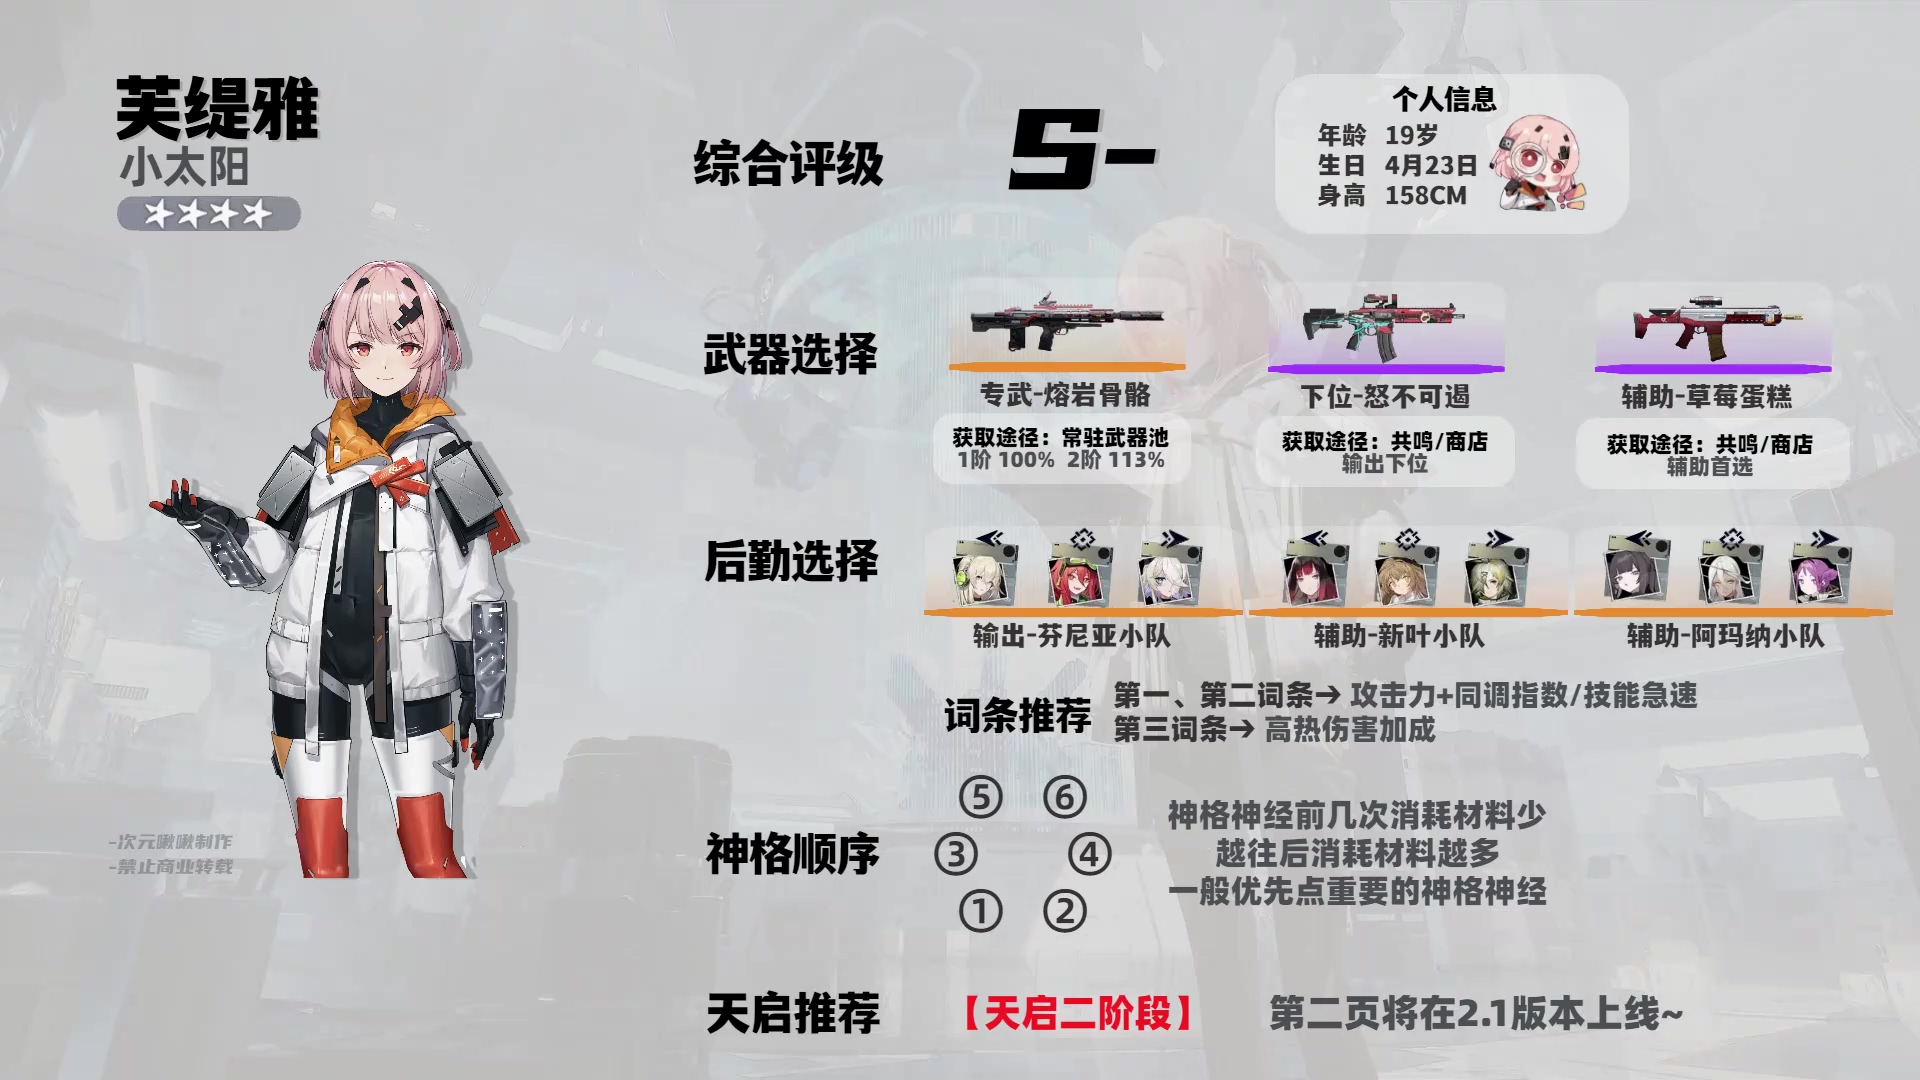 芙缇雅
小太阳
综合评级
S-
个人信息
年龄 19岁
生日 4月23日
身高 158CM
武器选择
专武-熔岩骨骼
获取途径：常驻武器池
1阶 100% 2阶 113%
下位-怒不可遏
获取途径：共鸣/商店
输出下位
辅助-草莓蛋糕
获取途径：共鸣/商店
辅助首选
后勤选择
输出-芬尼亚小队
辅助-新叶小队
辅助-阿玛纳小队
词条推荐
第一、第二词条→ 攻击力+同调指数/技能急速
第三词条→ 高热伤害加成
神格顺序
⑤ ⑥
③ ④
① ②
神格神经前几次消耗材料少
越往后消耗材料越多
一般优先点重要的神格神经
-次元啾啾制作
-禁止商业转载
天启推荐
【天启二阶段】
第二页将在2.1版本上线~